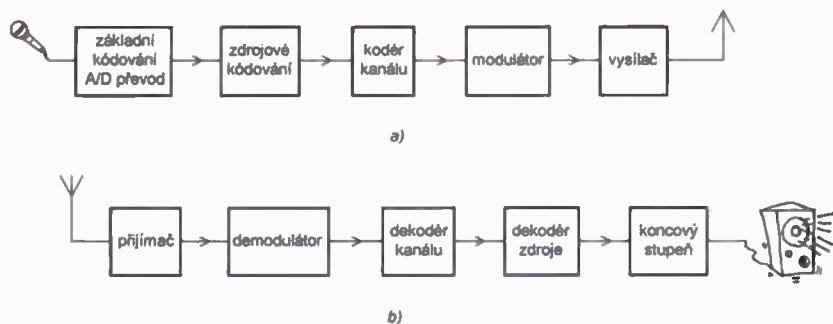 základní
kódování
A/D převod
zdrojové
kódování
kodér
kanálu
modulátor
vysílač
a)
přijímač
demodulátor
dekodér
kanálu
dekodér
zdroje
koncový
stupeň
b)